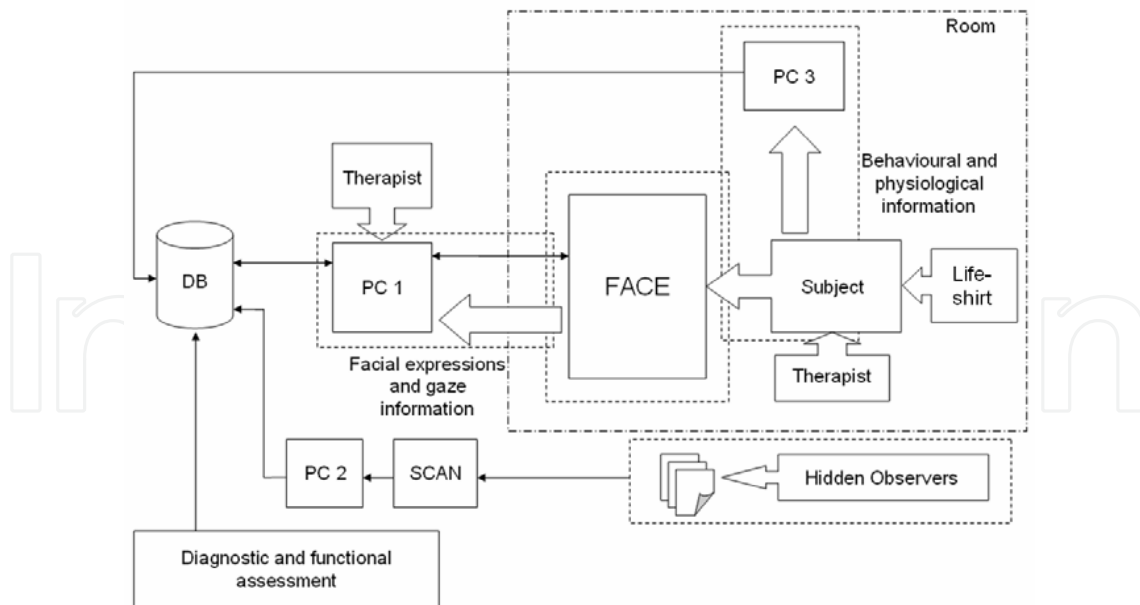 Room
PC 3
Therapist
Behavioural and
physiological
information
DB
PC 1
FACE
Subject
Life-
shirt
Facial expressions
and gaze
information
Therapist
PC 2
SCAN
Hidden Observers
Diagnostic and functional
assessment